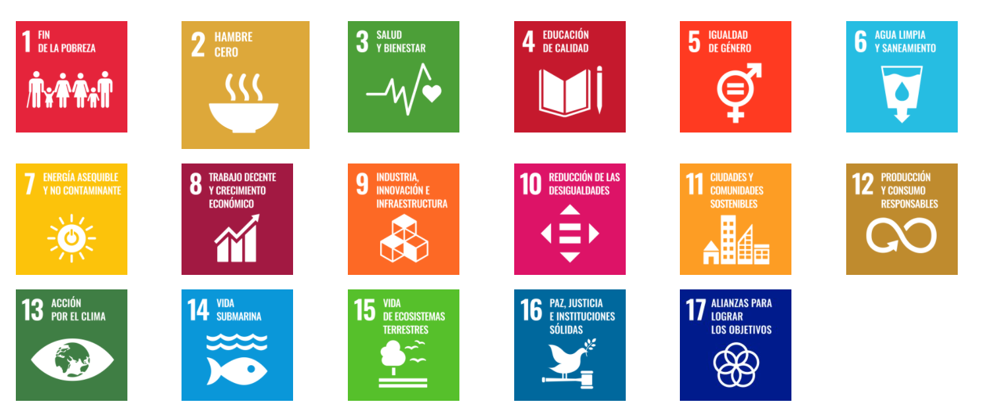 1 FIN
DE LA POBREZA
2 HAMBRE
CERO
3 SALUD
Y BIENESTAR
4 EDUCACIÓN
DE CALIDAD
5 IGUALDAD
DE GÉNERO
6 AGUA LIMPIA
Y SANEAMIENTO
7 ENERGÍA ASEQUIBLE
Y NO CONTAMINANTE
8 TRABAJO DECENTE
Y CRECIMIENTO
ECONÓMICO
9 INDUSTRIA,
INNOVACIÓN E
INFRAESTRUCTURA
10 REDUCCIÓN DE LAS
DESIGUALDADES
11 CIUDADES Y
COMUNIDADES
SOSTENIBLES
12 PRODUCCIÓN
Y CONSUMO
RESPONSABLES
13 ACCIÓN
POR EL CLIMA
14 VIDA
SUBMARINA
15 VIDA
DE ECOSISTEMAS
TERRESTRES
16 PAZ, JUSTICIA
E INSTITUCIONES
SÓLIDAS
17 ALIANZAS PARA
LOGRAR
LOS OBJETIVOS